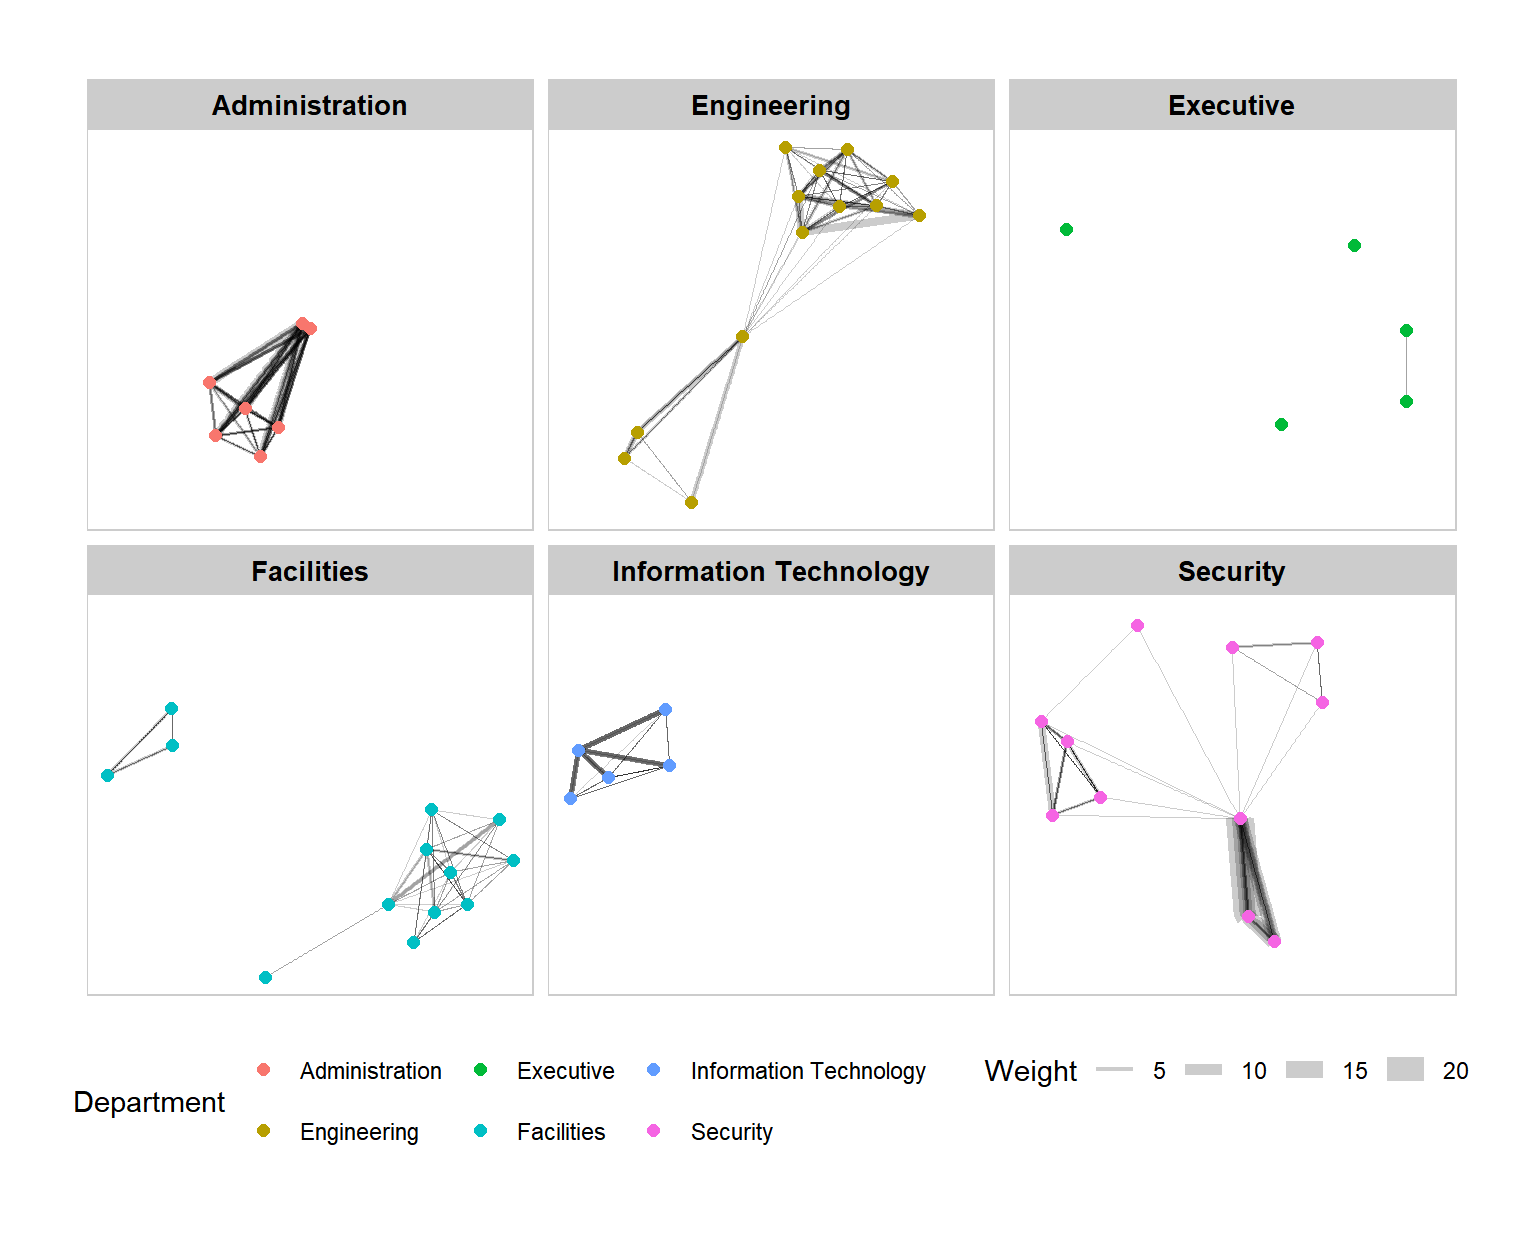 Administration
Engineering
Executive
Facilities
Information Technology
Security
Department
Administration
Executive
Information Technology
Engineering
Facilities
Security
Weight
5
10
15
20